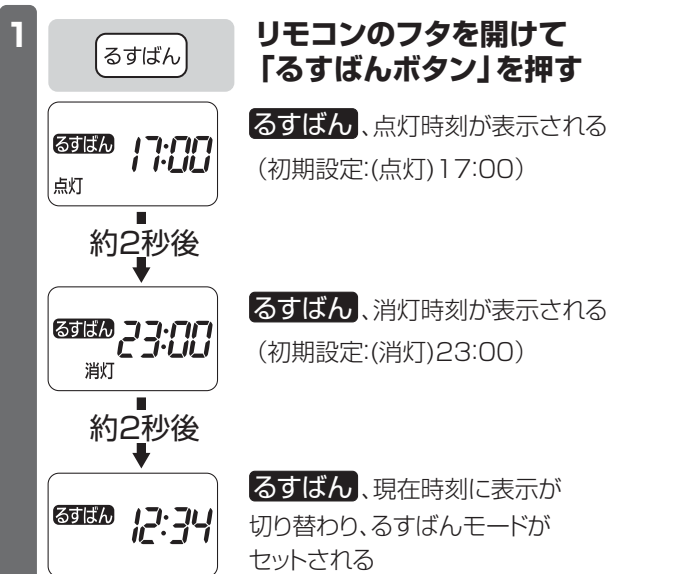 1
るすばん
リモコンのフタを開けて
「るすばんボタン」を押す
るすばん 17:00
点灯
るすばん、点灯時刻が表示される
（初期設定:(点灯)17:00）
約2秒後
るすばん 23:00
消灯
るすばん、消灯時刻が表示される
（初期設定:(消灯)23:00）
約2秒後
るすばん 12:34
るすばん、現在時刻に表示が
切り替わり、るすばんモードが
セットされる